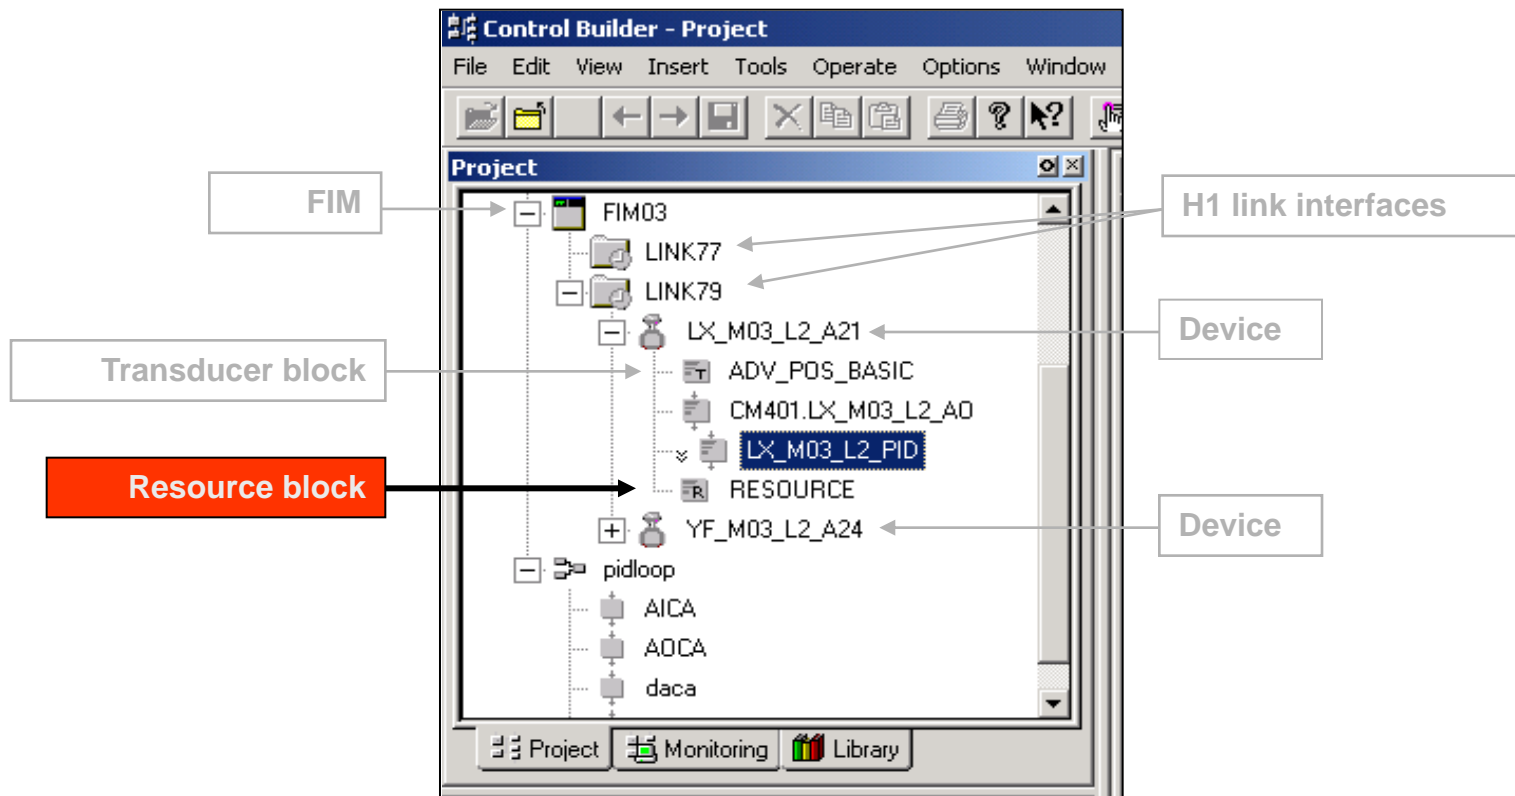 Control Builder - Project
File Edit View Insert Tools Operate Options Window
Project
FIM
FIM03
H1 link interfaces
LINK77
LINK79
LX_M03_L2_A21
Device
Transducer block
ADV_POS_BASIC
CM401.LX_M03_L2_AO
LX_M03_L2_PID
Resource block
RESOURCE
YF_M03_L2_A24
Device
pidloop
AICA
AOCA
daca
Project Monitoring Library